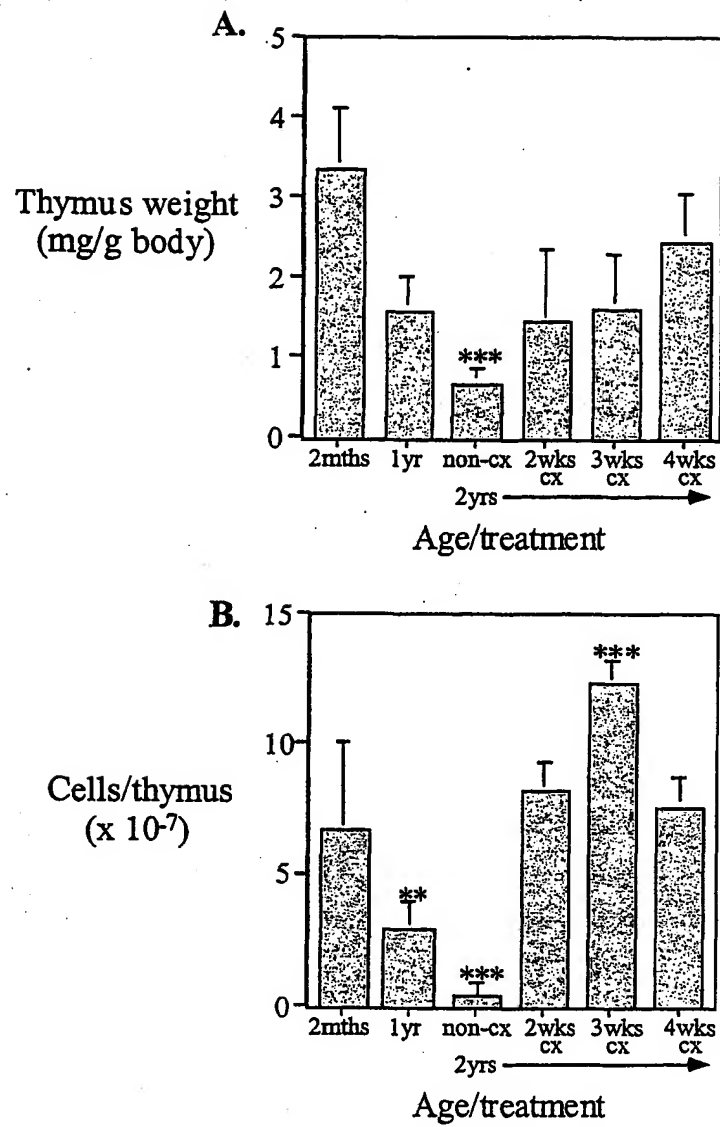 A.
5
4
3
2
1
0
Thymus weight
(mg/g body)
***
2mths 1yr non-cx 2wks 3wks 4wks
cx cx cx
2yrs
Age/treatment
B.
15
10
5
0
Cells/thymus
(x 10-7)
**
***
***
2mths 1yr non-cx 2wks 3wks 4wks
cx cx cx
2yrs
Age/treatment